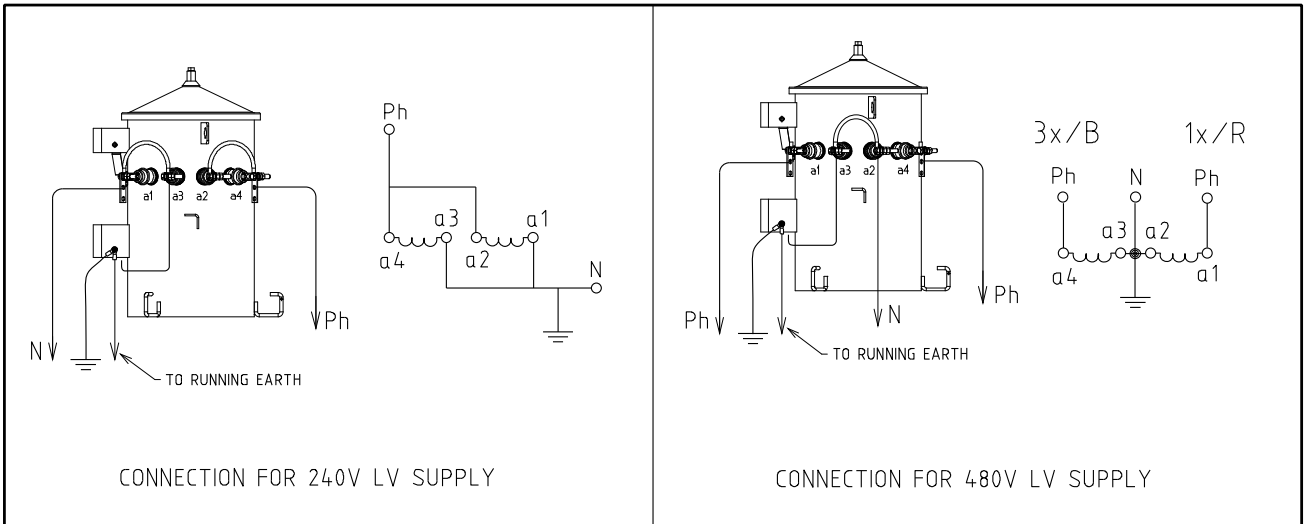 Ph
a1 a3 a2 a4
a3 a1
a4 a2
N
N
Ph
TO RUNNING EARTH
CONNECTION FOR 240V LV SUPPLY
3x/B 1x/R
Ph N Ph
a1 a3 a2 a4
a3 a2
a4 a1
Ph
N
Ph
TO RUNNING EARTH
CONNECTION FOR 480V LV SUPPLY